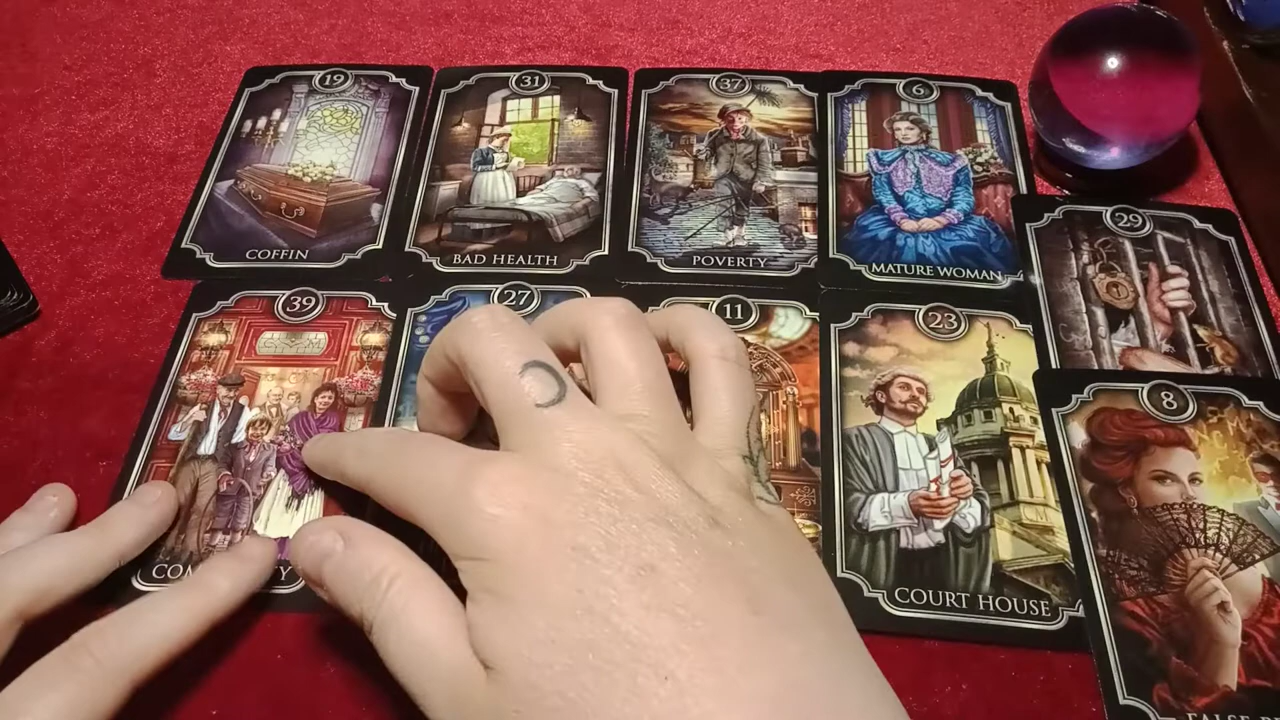 19
COFFIN
31
BAD HEALTH
37
POVERTY
6
MATURE WOMAN
29
39
27
11
23
COURT HOUSE
8